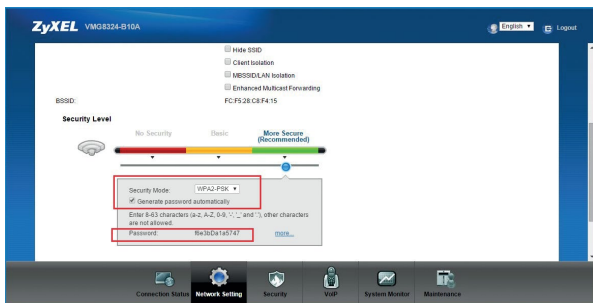 ZyXEL VMG8324-B10A English Logout
Hide SSID
Client Isolation
MBSSID/LAN Isolation
Enhanced Multicast Forwarding
BSSID: FC:F5:28:C8:F4:15
Security Level
No Security Basic More Secure
(Recommended)
Security Mode: WPA2-PSK
Generate password automatically
Enter 8-63 characters (a-z, A-Z, 0-9, '-', '_' and '.'), other characters
are not allowed.
Password: f6e3bDa1a5747 more...
Connection Status Network Setting Security VoIP System Monitor Maintenance